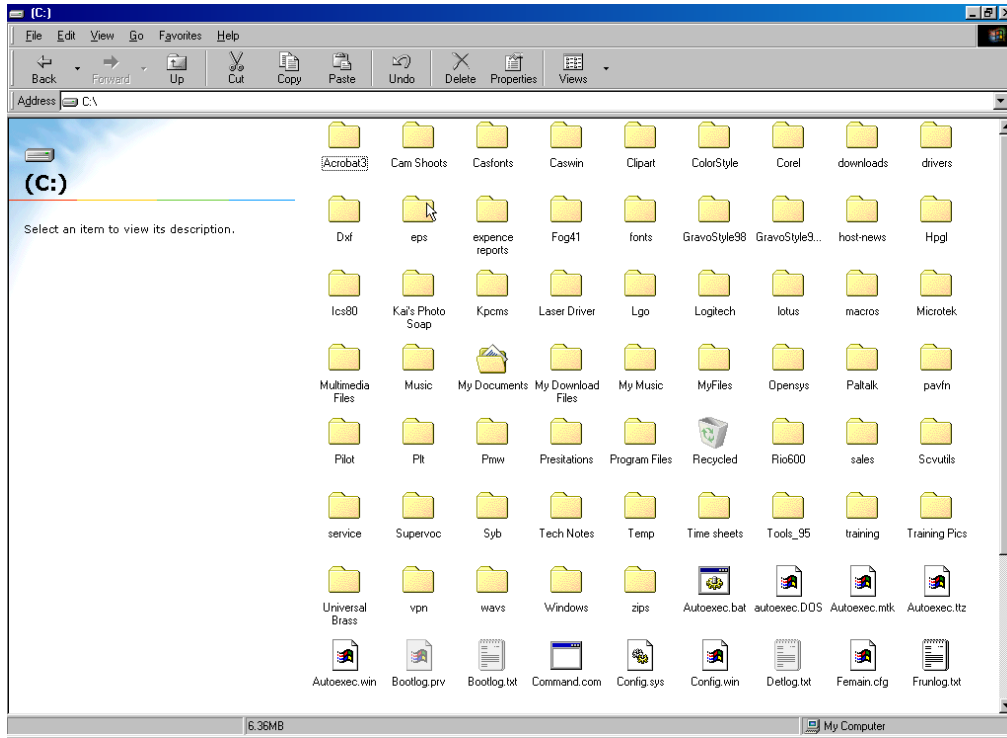 (C:)
File Edit View Go Favorites Help
Back Forward Up Cut Copy Paste Undo Delete Properties Views
Address C:\
(C:)
Select an item to view its description.
Acrobat3 Cam Shoots Casfonts Caswin Clipart ColorStyle Corel downloads drivers
Dxf eps expence Fog41 fonts GravoStyle98 GravoStyle9... host-news Hpgl
reports
Ics80 Kai's Photo Kpcms Laser Driver Lgo Logitech lotus macros Microtek
Soap
Multimedia Music My Documents My Download My Music MyFiles Opensys Paltalk pavfn
Files Files
Pilot Plt Pmw Presitations Program Files Recycled Rio600 sales Scvutils
service Supervoc Syb Tech Notes Temp Time sheets Tools_95 training Training Pics
Universal vpn wavs Windows zips Autoexec.bat autoexec.DOS Autoexec.mtk Autoexec.ttz
Brass
Autoexec.win Bootlog.prv Bootlog.txt Command.com Config.sys Config.win Detlog.txt Femain.cfg Frunlog.txt
6.36MB My Computer